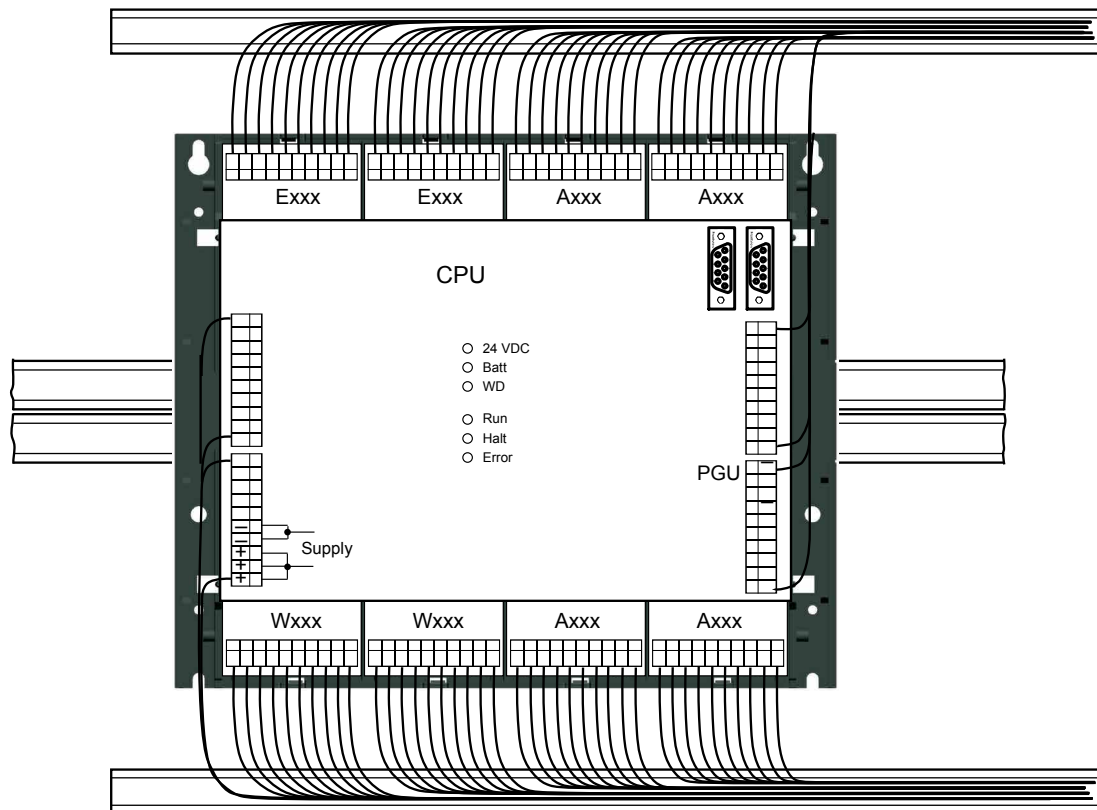 Exxx
Exxx
Axxx
Axxx
CPU
24 VDC
Batt
WD
Run
Halt
Error
PGU
–
–
+
+
+
Supply
Wxxx
Wxxx
Axxx
Axxx